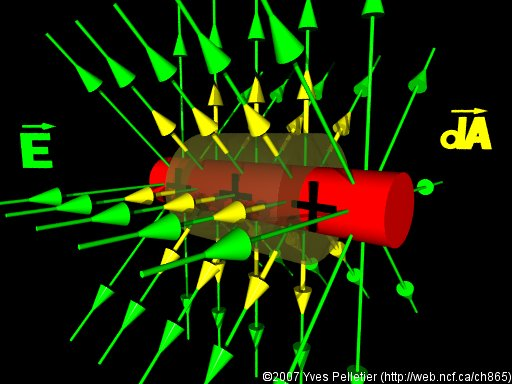 E
dA
+ + +
©2007 Yves Pelletier (http://web.ncf.ca/ch865)